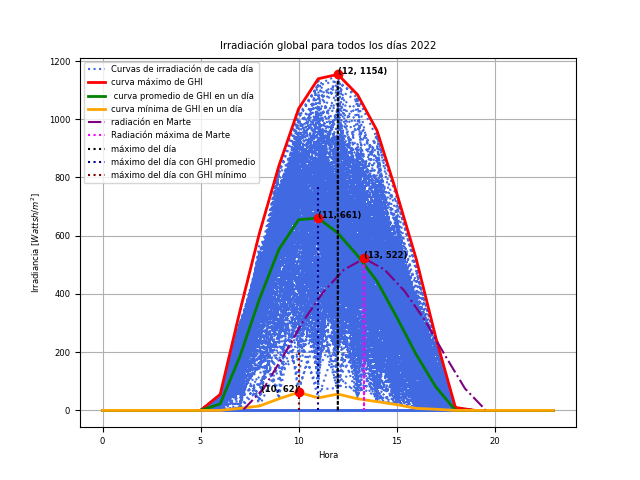 Irradiación global para todos los días 2022
Curvas de irradiación de cada día
curva máximo de GHI
curva promedio de GHI en un día
curva mínima de GHI en un día
radiación en Marte
Radiación máxima de Marte
máximo del día
máximo del día con GHI promedio
máximo del día con GHI mínimo
(12, 1154)
(11, 661)
(13, 522)
(10, 62)
1200
1000
800
600
400
200
0
Irradiancia [Wattsh/m²]
0 5 10 15 20
Hora